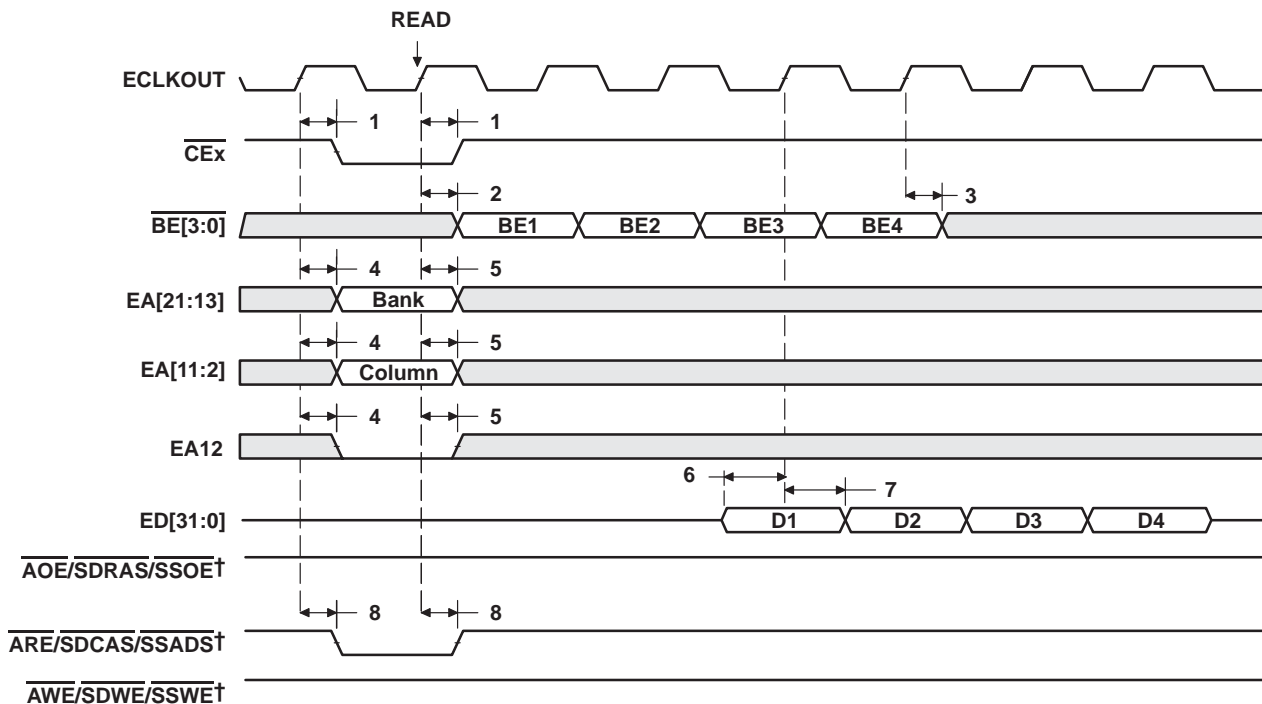 READ
ECLKOUT
1 1
CEx
2 3
BE[3:0] BE1 BE2 BE3 BE4
4 5
EA[21:13] Bank
4 5
EA[11:2] Column
4 5
EA12
6 7
ED[31:0] D1 D2 D3 D4
AOE/SDRAS/SSOE†
8 8
ARE/SDCAS/SSADS†
AWE/SDWE/SSWE†